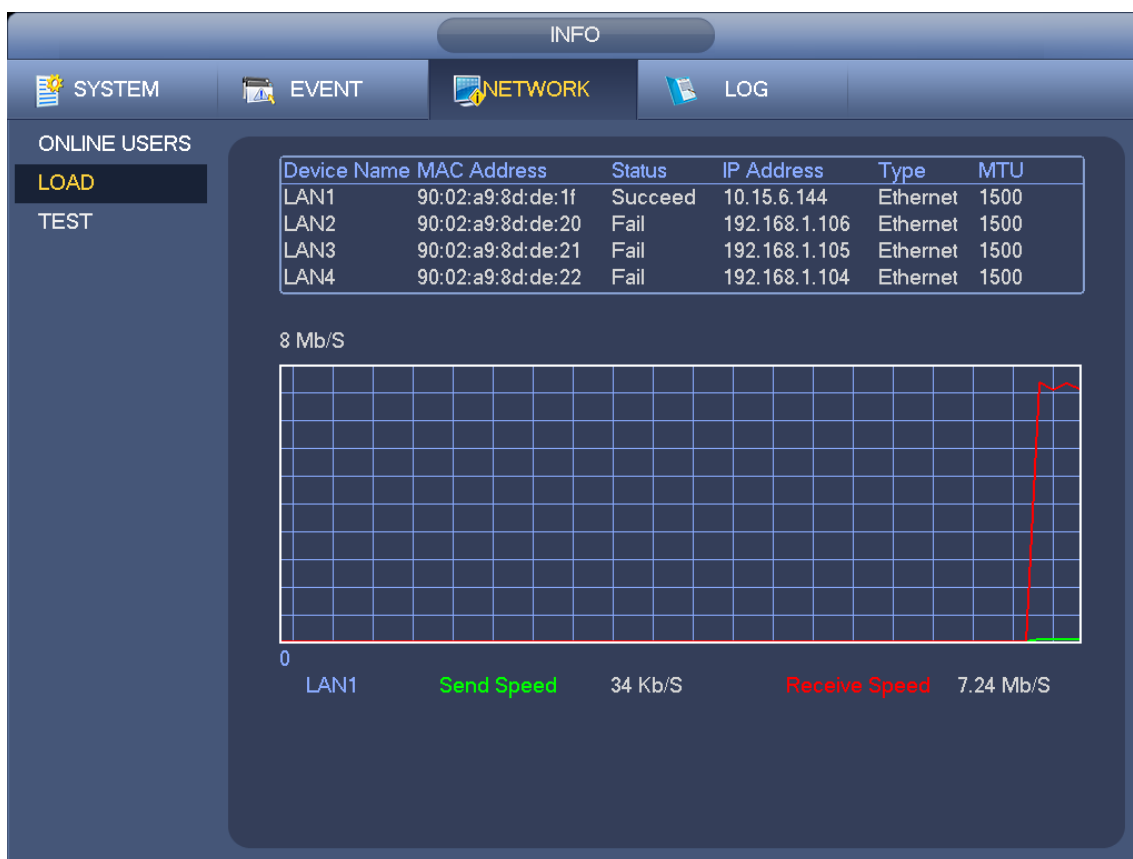 INFO
SYSTEM EVENT NETWORK LOG
ONLINE USERS
LOAD
TEST
Device Name MAC Address Status IP Address Type MTU
LAN1 90:02:a9:8d:de:1f Succeed 10.15.6.144 Ethernet 1500
LAN2 90:02:a9:8d:de:20 Fail 192.168.1.106 Ethernet 1500
LAN3 90:02:a9:8d:de:21 Fail 192.168.1.105 Ethernet 1500
LAN4 90:02:a9:8d:de:22 Fail 192.168.1.104 Ethernet 1500
8 Mb/S
0
LAN1 Send Speed 34 Kb/S Receive Speed 7.24 Mb/S